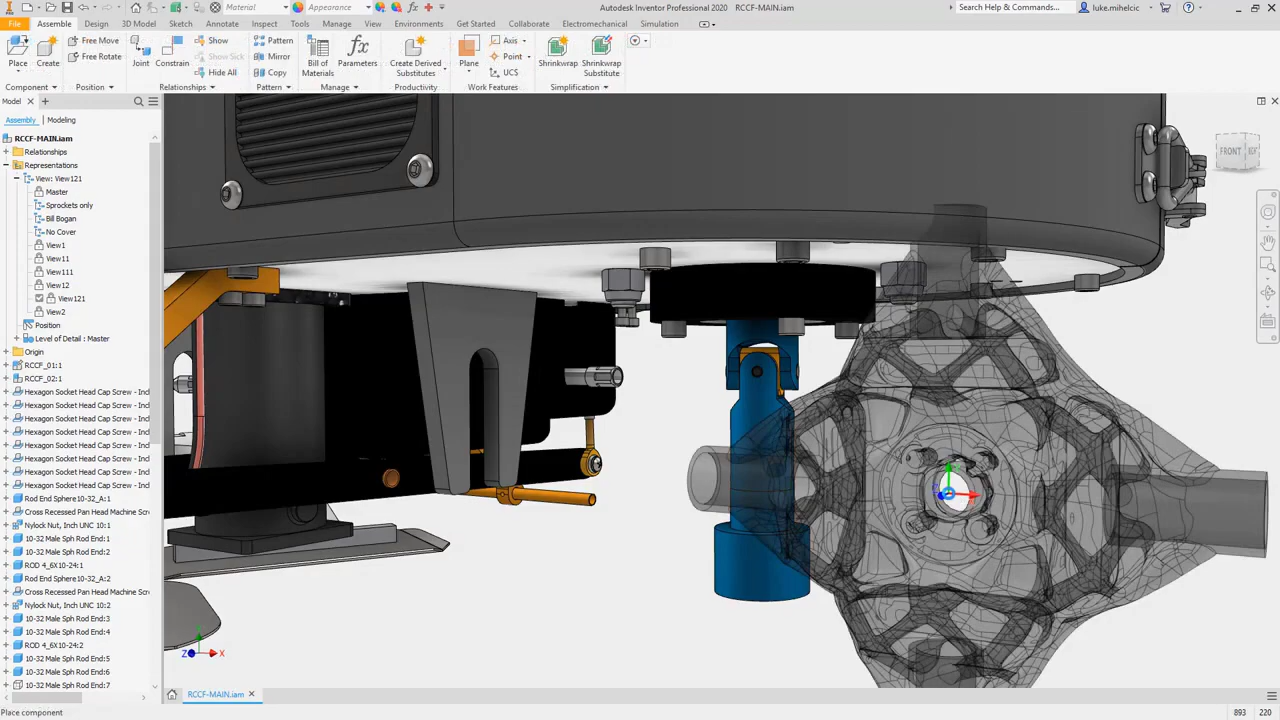 Material
Appearance
Autodesk Inventor Professional 2020 RCCF-MAIN.iam
Search Help & Commands...
luke.mihelcic
File
Assemble
Design
3D Model
Sketch
Annotate
Inspect
Tools
Manage
View
Environments
Get Started
Collaborate
Electromechanical
Simulation
Place
Create
Free Move
Free Rotate
Joint
Constrain
Show
Show Sick
Hide All
Pattern
Mirror
Copy
Bill of
Materials
Parameters
Create Derived
Substitutes
Plane
Axis
Point
UCS
Shrinkwrap
Shrinkwrap
Substitute
Component
Position
Relationships
Pattern
Manage
Productivity
Work Features
Simplification
Model
Assembly
Modeling
RCCF-MAIN.iam
Relationships
Representations
View: View121
Master
Sprockets only
Bill Bogan
No Cover
View1
View11
View111
View12
View121
View2
Position
Level of Detail : Master
Origin
RCCF_01:1
RCCF_02:1
Hexagon Socket Head Cap Screw - Inc
Hexagon Socket Head Cap Screw - Inc
Hexagon Socket Head Cap Screw - Inc
Hexagon Socket Head Cap Screw - Inc
Hexagon Socket Head Cap Screw - Inc
Hexagon Socket Head Cap Screw - Inc
Hexagon Socket Head Cap Screw - Inc
Hexagon Socket Head Cap Screw - Inc
Rod End Sphere10-32_A:1
Cross Recessed Pan Head Machine Scre
Nylock Nut, Inch UNC 10:1
10-32 Male Sph Rod End:1
10-32 Male Sph Rod End:2
ROD 4_6X10-24:1
Rod End Sphere10-32_A:2
Cross Recessed Pan Head Machine Scre
Nylock Nut, Inch UNC 10:2
10-32 Male Sph Rod End:3
10-32 Male Sph Rod End:4
ROD 4_6X10-24:2
10-32 Male Sph Rod End:5
10-32 Male Sph Rod End:6
10-32 Male Sph Rod End:7
FRONT
Z
X
RCCF-MAIN.iam
Place component
893
220